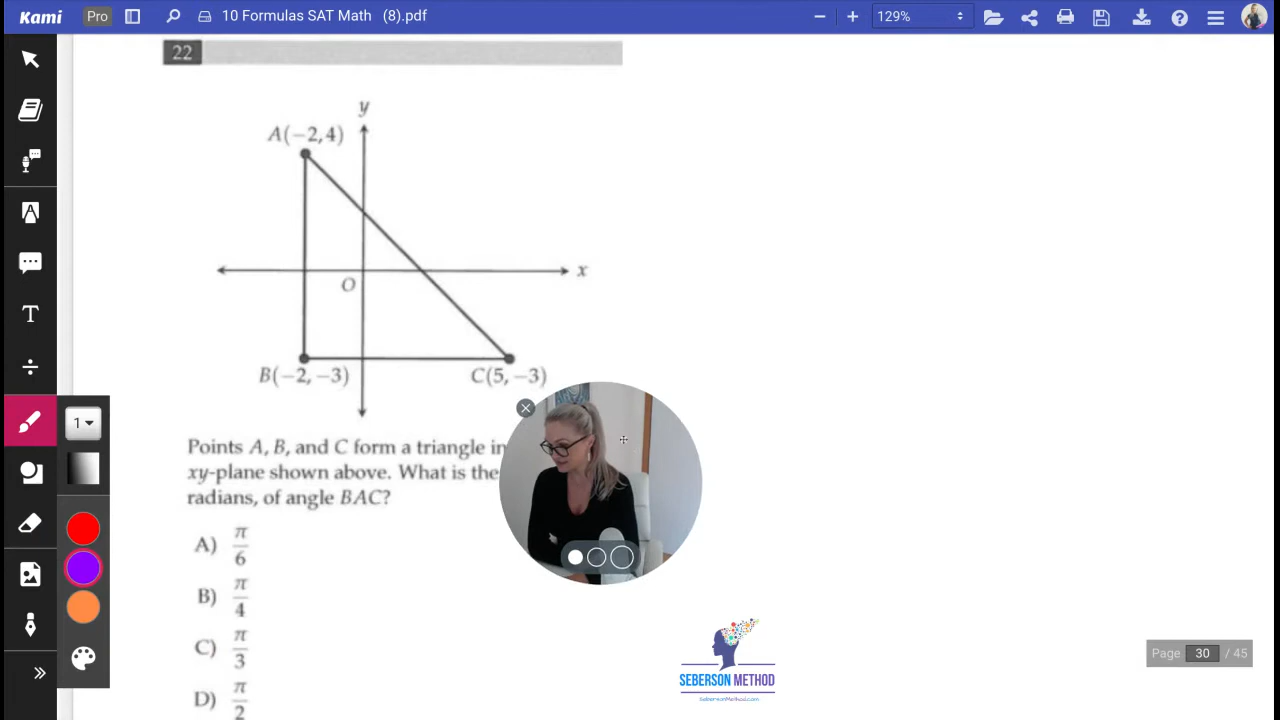 Kami
Pro
10 Formulas SAT Math (8).pdf
129%
22
y
A(−2,4)
x
O
B(−2, −3)
C(5, −3)
Points A, B, and C form a triangle in
xy-plane shown above. What is the
radians, of angle BAC?
A) π/6
B) π/4
C) π/3
D) π/2
T
1
SEBERSON METHOD
SebersonMethod.com
Page 30 / 45